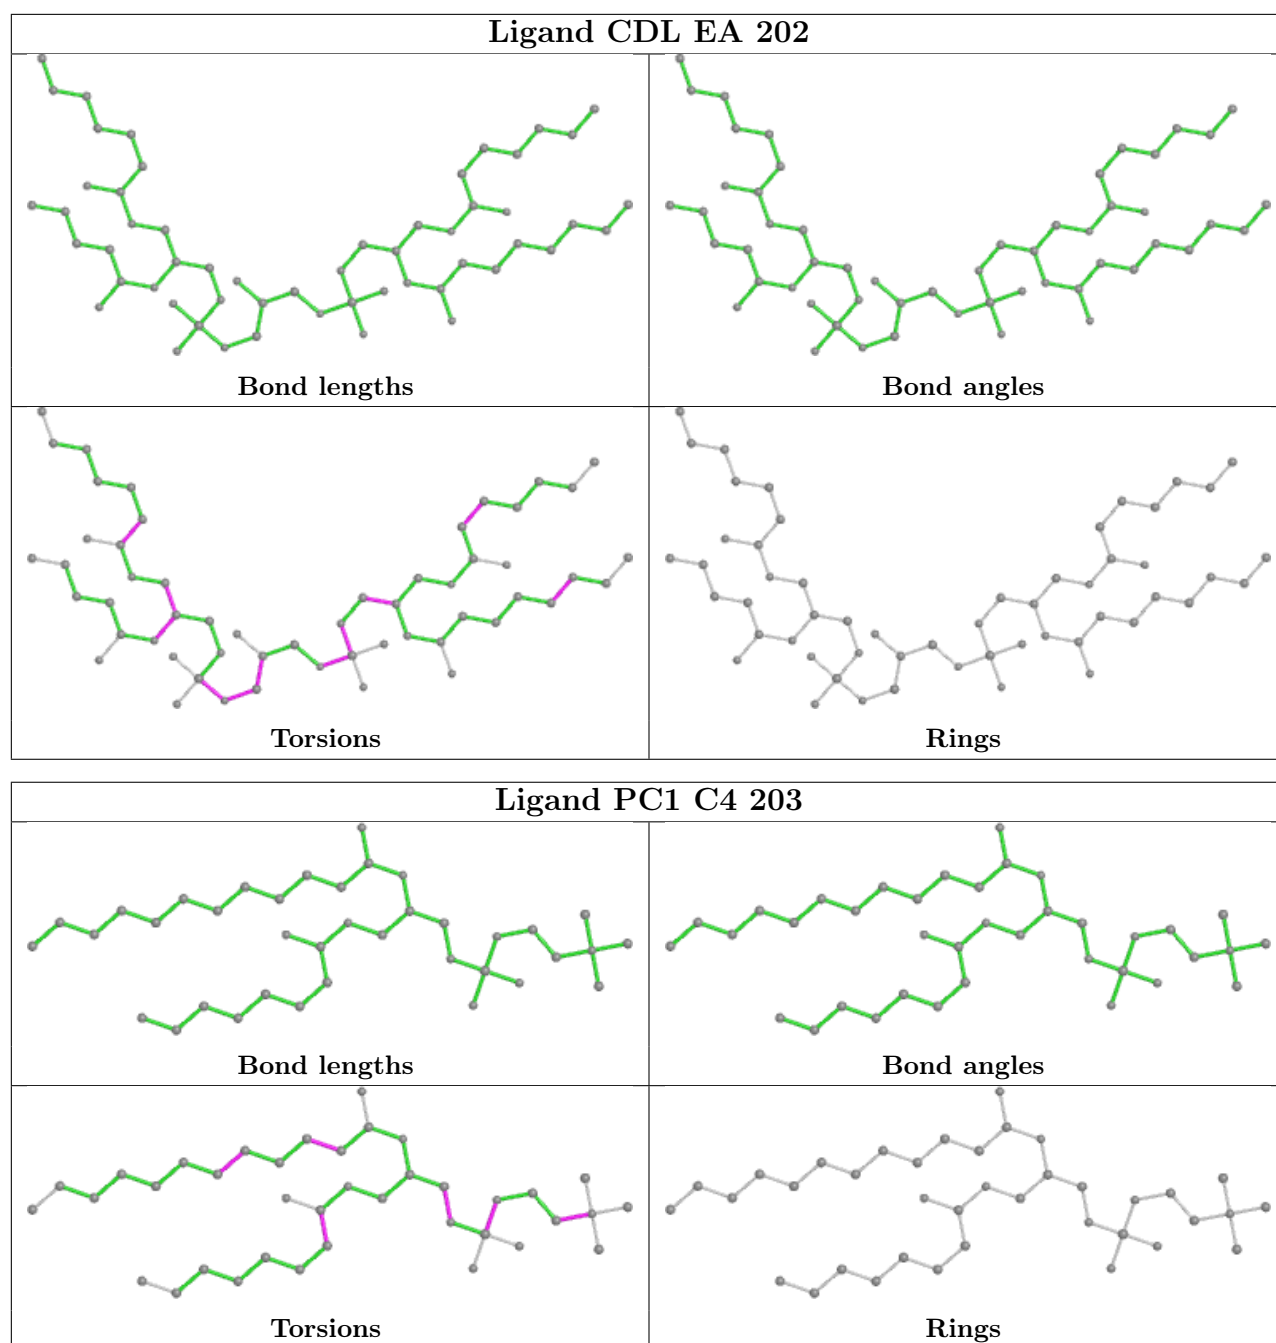 Ligand CDL EA 202
Bond lengths
Bond angles
Torsions
Rings
Ligand PC1 C4 203
Bond lengths
Bond angles
Torsions
Rings